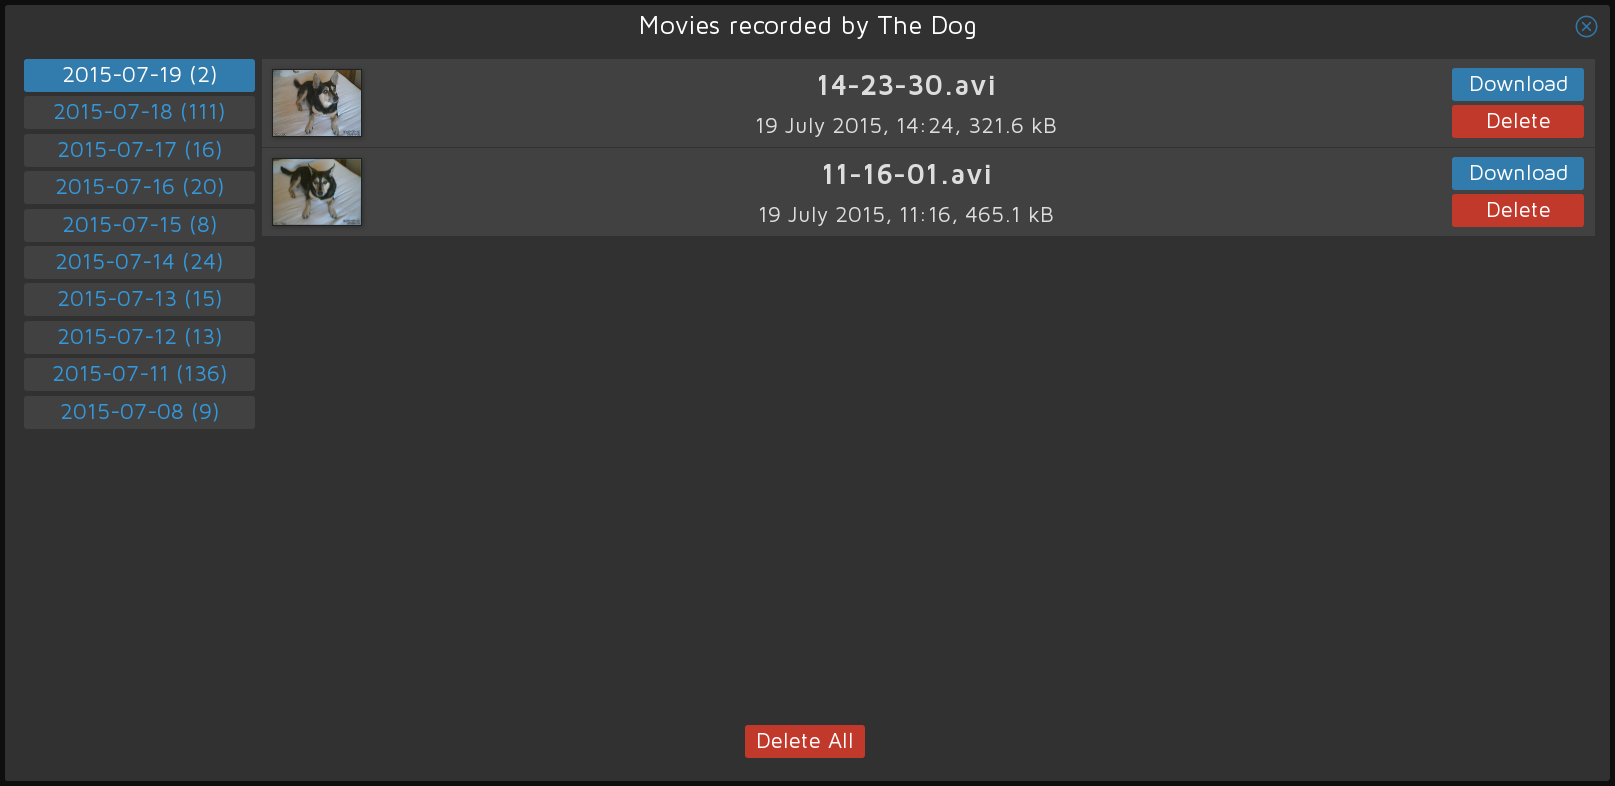 Movies recorded by The Dog
2015-07-19 (2)
2015-07-18 (111)
2015-07-17 (16)
2015-07-16 (20)
2015-07-15 (8)
2015-07-14 (24)
2015-07-13 (15)
2015-07-12 (13)
2015-07-11 (136)
2015-07-08 (9)
14-23-30.avi
19 July 2015, 14:24, 321.6 kB
Download
Delete
11-16-01.avi
19 July 2015, 11:16, 465.1 kB
Download
Delete
Delete All